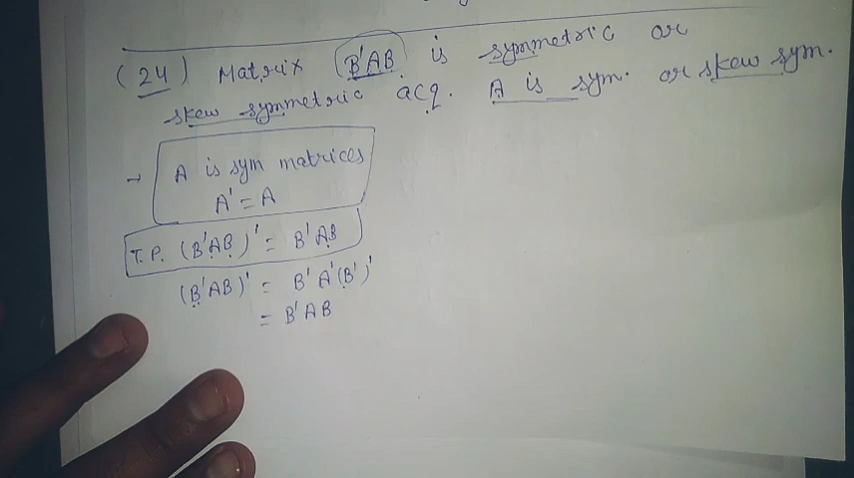 (24) Matrix (B'AB) is symmetric or
skew symmetric acq. A is sym. or skew sym.
→ A is sym matrices
A' = A
T.P. (B'AB)' = B'AB
(B'AB)' = B'A'(B')'
= B'AB